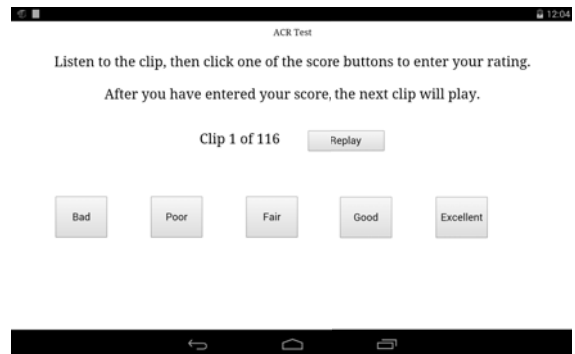 12:04
ACR Test
Listen to the clip, then click one of the score buttons to enter your rating.
After you have entered your score, the next clip will play.
Clip 1 of 116 Replay
Bad Poor Fair Good Excellent